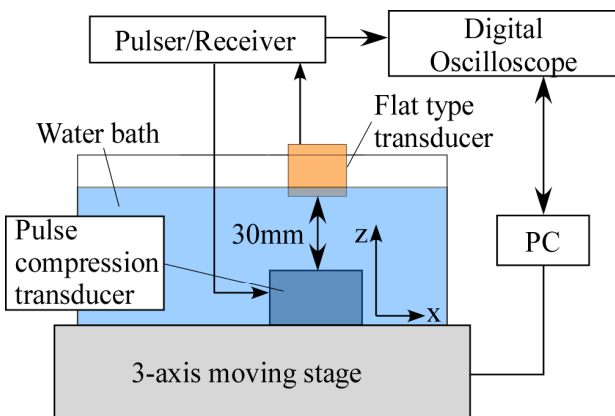 Pulser/Receiver
Digital
Oscilloscope
Flat type
transducer
Water bath
30mm
z
Pulse
compression
transducer
PC
x
3-axis moving stage